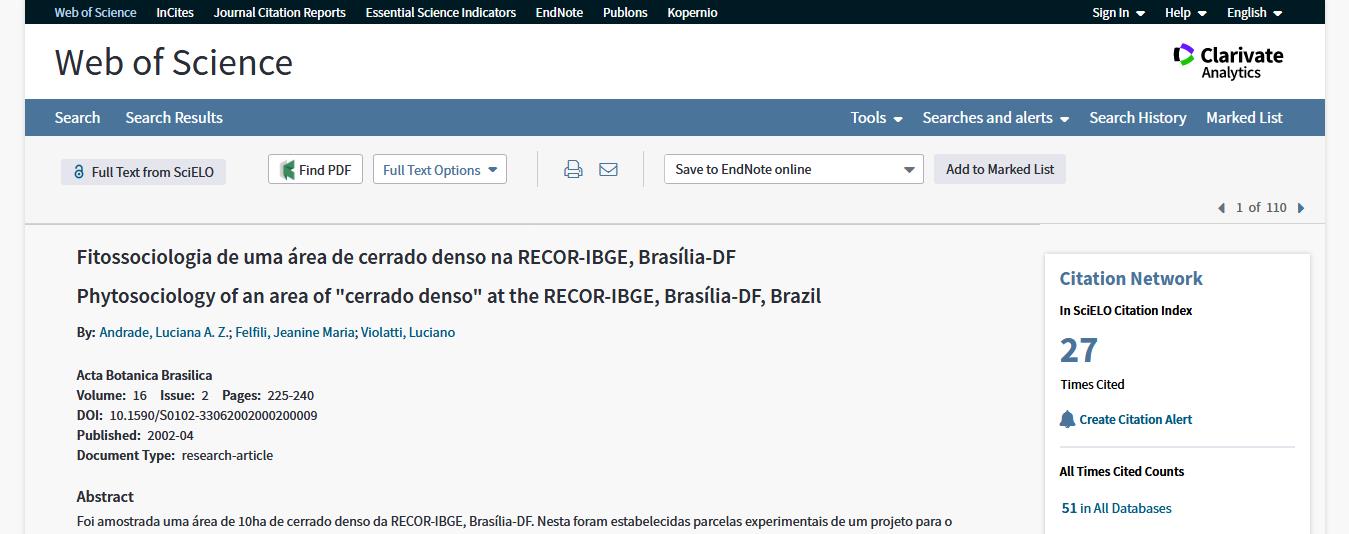 Web of Science InCites Journal Citation Reports Essential Science Indicators EndNote Publons Kopernio Sign In Help English
Web of Science
Clarivate
Analytics
Search Search Results Tools Searches and alerts Search History Marked List
Full Text from SciELO Find PDF Full Text Options Save to EndNote online Add to Marked List
1 of 110
Fitossociologia de uma área de cerrado denso na RECOR-IBGE, Brasília-DF
Phytosociology of an area of "cerrado denso" at the RECOR-IBGE, Brasília-DF, Brazil
By: Andrade, Luciana A. Z.; Felfili, Jeanine Maria; Violatti, Luciano
Acta Botanica Brasilica
Volume: 16 Issue: 2 Pages: 225-240
DOI: 10.1590/S0102-33062002000200009
Published: 2002-04
Document Type: research-article
Abstract
Foi amostrada uma área de 10ha de cerrado denso da RECOR-IBGE, Brasília-DF. Nesta foram estabelecidas parcelas experimentais de um projeto para o
Citation Network
In SciELO Citation Index
27
Times Cited
Create Citation Alert
All Times Cited Counts
51 in All Databases